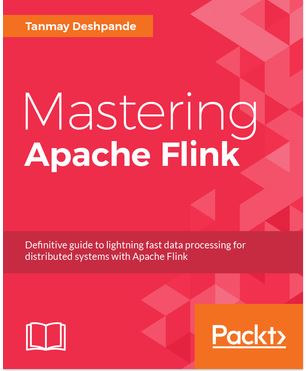 Tanmay Deshpande
Mastering
Apache Flink
Definitive guide to lightning fast data processing for
distributed systems with Apache Flink
Packt>